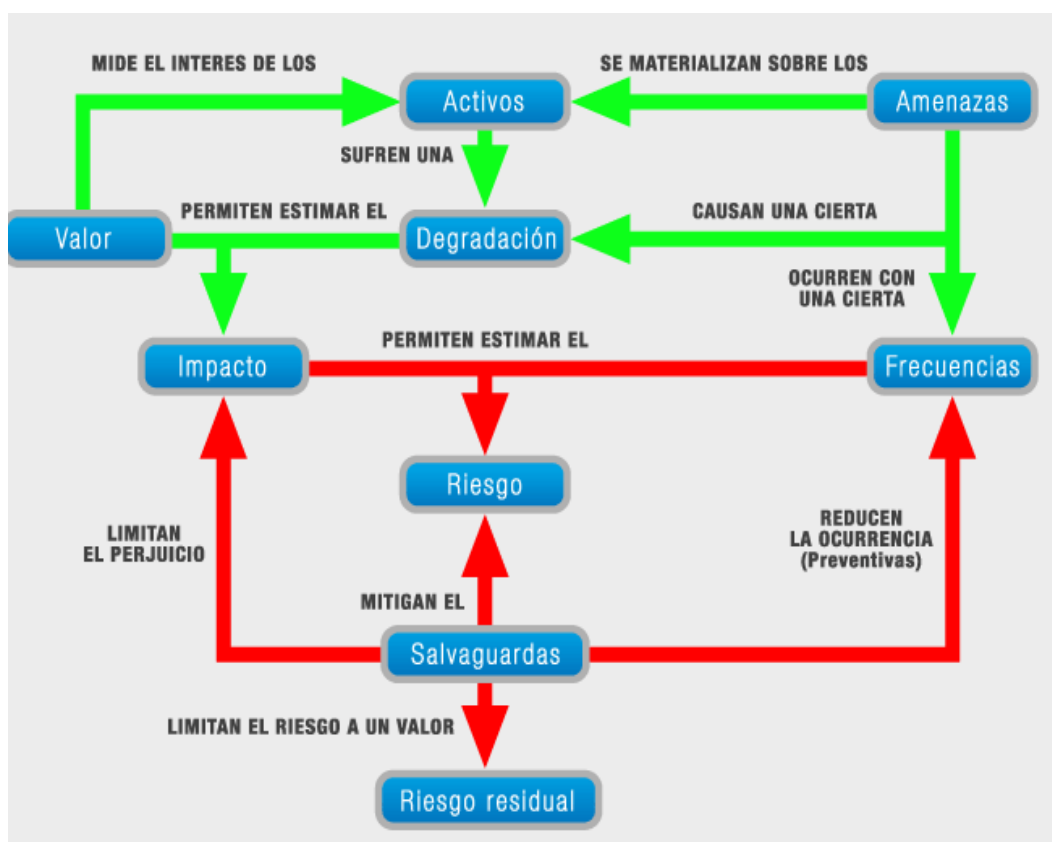 MIDE EL INTERES DE LOS
SE MATERIALIZAN SOBRE LOS
Activos
Amenazas
SUFREN UNA
PERMITEN ESTIMAR EL
CAUSAN UNA CIERTA
Valor
Degradación
OCURREN CON
UNA CIERTA
PERMITEN ESTIMAR EL
Impacto
Frecuencias
Riesgo
LIMITAN
EL PERJUICIO
REDUCEN
LA OCURRENCIA
(Preventivas)
MITIGAN EL
Salvaguardas
LIMITAN EL RIESGO A UN VALOR
Riesgo residual